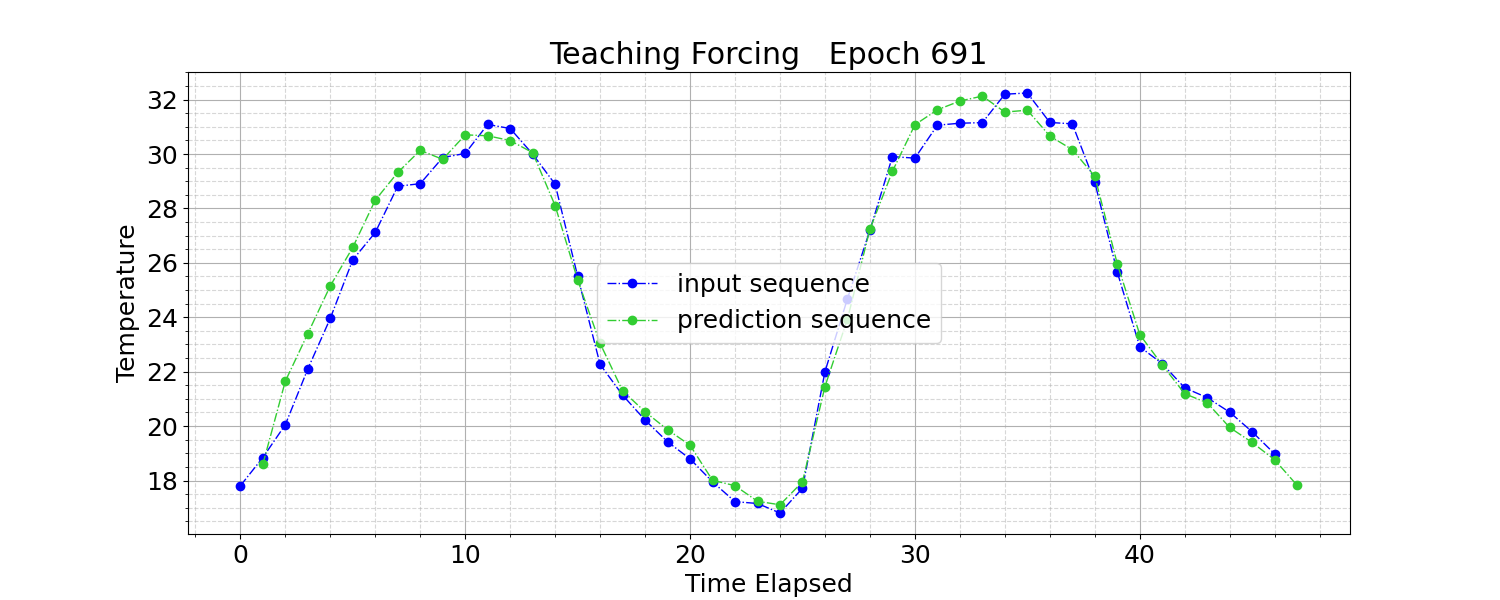 Teaching Forcing   Epoch 691
Temperature
32
30
28
26
24
22
20
18
input sequence
prediction sequence
0 10 20 30 40
Time Elapsed